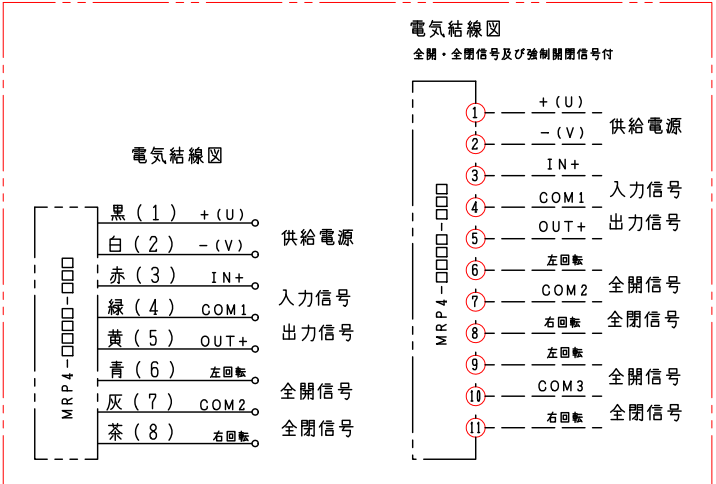 電気結線図
黒(1) +(U)
白(2) -(V)
供給電源
赤(3) IN+
緑(4) COM1
入力信号
黄(5) OUT+
出力信号
青(6) 左回転
灰(7) COM2
全開信号
茶(8) 右回転
全閉信号
MRP4-□□□□-□□□
電気結線図
全開・全閉信号及び強制開閉信号付
① +(U)
② -(V)
供給電源
③ IN+
④ COM1
入力信号
⑤ OUT+
出力信号
⑥ 左回転
⑦ COM2
全開信号
⑧ 右回転
全閉信号
⑨ 左回転
⑩ COM3
全開信号
⑪ 右回転
全閉信号
MRP4-□□□□-□□□